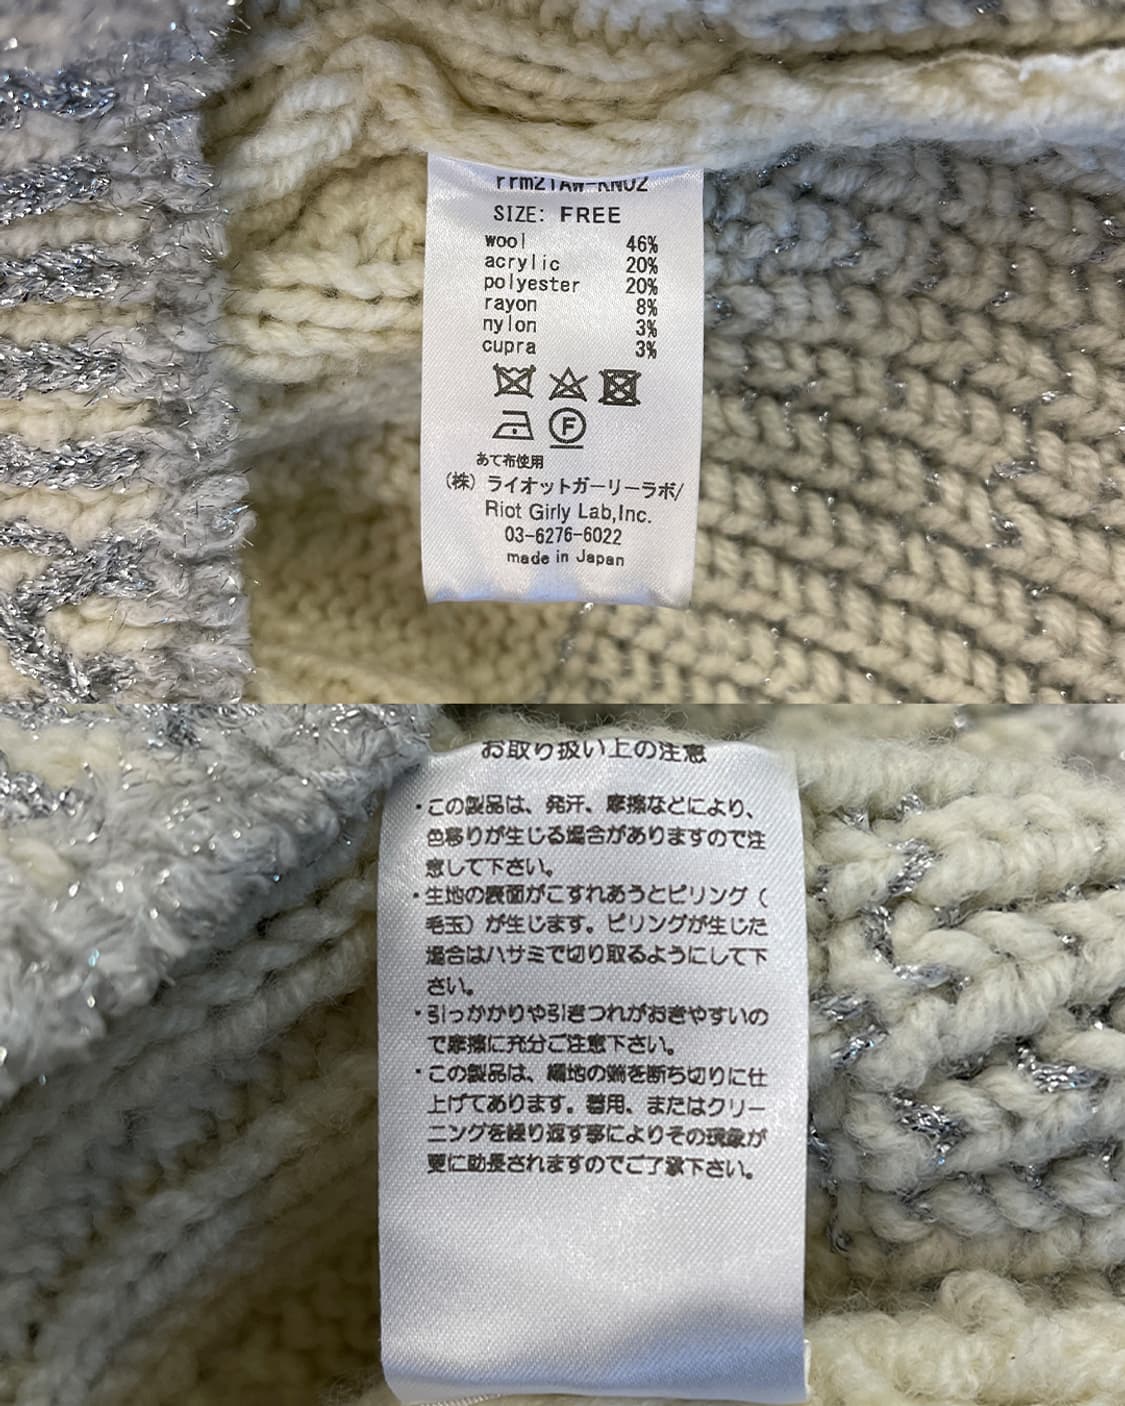 rrm21AW-KN02
SIZE: FREE
wool 46%
acrylic 20%
polyester 20%
rayon 8%
nylon 3%
cupra 3%
F
あて布使用
(株) ライオットガーリーラボ/
Riot Girly Lab,Inc.
03-6276-6022
made in Japan
お取り扱い上の注意
・この製品は、発汗、摩擦などにより、
色移りが生じる場合がありますので注
意して下さい。
・生地の表面がこすれあうとピリング(
毛玉)が生じます。ピリングが生じた
場合はハサミで切り取るようにして下
さい。
・引っかかりや引きつれがおきやすいの
で摩擦に充分ご注意下さい。
・この製品は、編地の端を断ち切りに仕
上げてあります。着用、またはクリー
ニングを繰り返す事によりその現象が
更に助長されますのでご了承下さい。